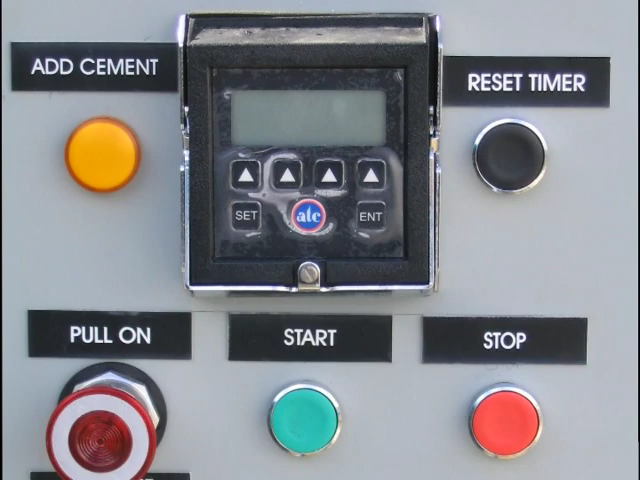 ADD CEMENT
RESET TIMER
SET
atc
ENT
PULL ON
START
STOP